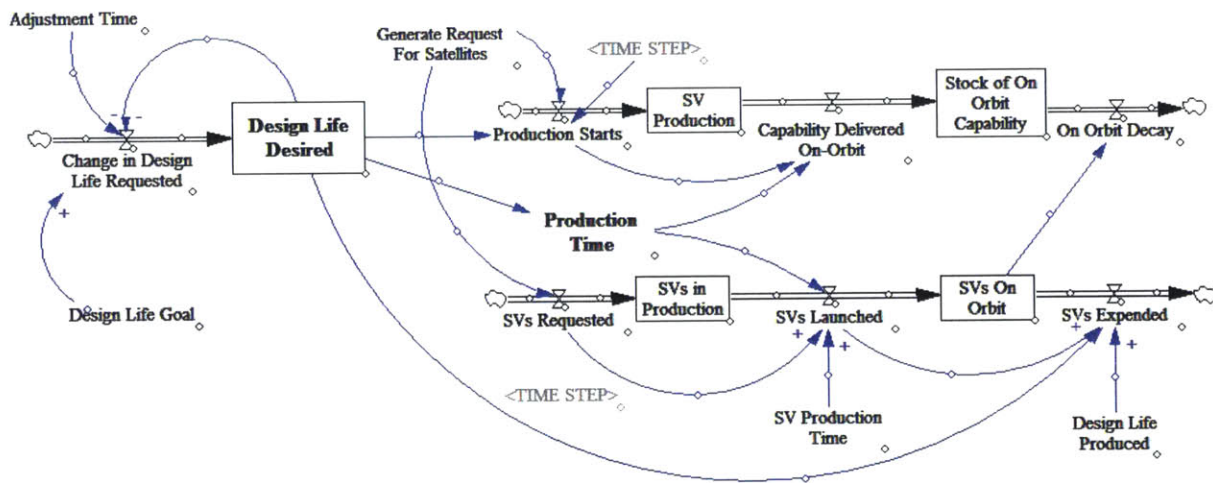 Adjustment Time
Generate Request
For Satellites
<TIME STEP>
Design Life
Desired
SV
Production
Stock of On
Orbit
Capability
Production Starts
Capability Delivered
On-Orbit
On Orbit Decay
Change in Design
Life Requested
Production
Time
Design Life Goal
SVs Requested
SVs in
Production
SVs Launched
SVs On
Orbit
SVs Expended
<TIME STEP>
SV Production
Time
Design Life
Produced